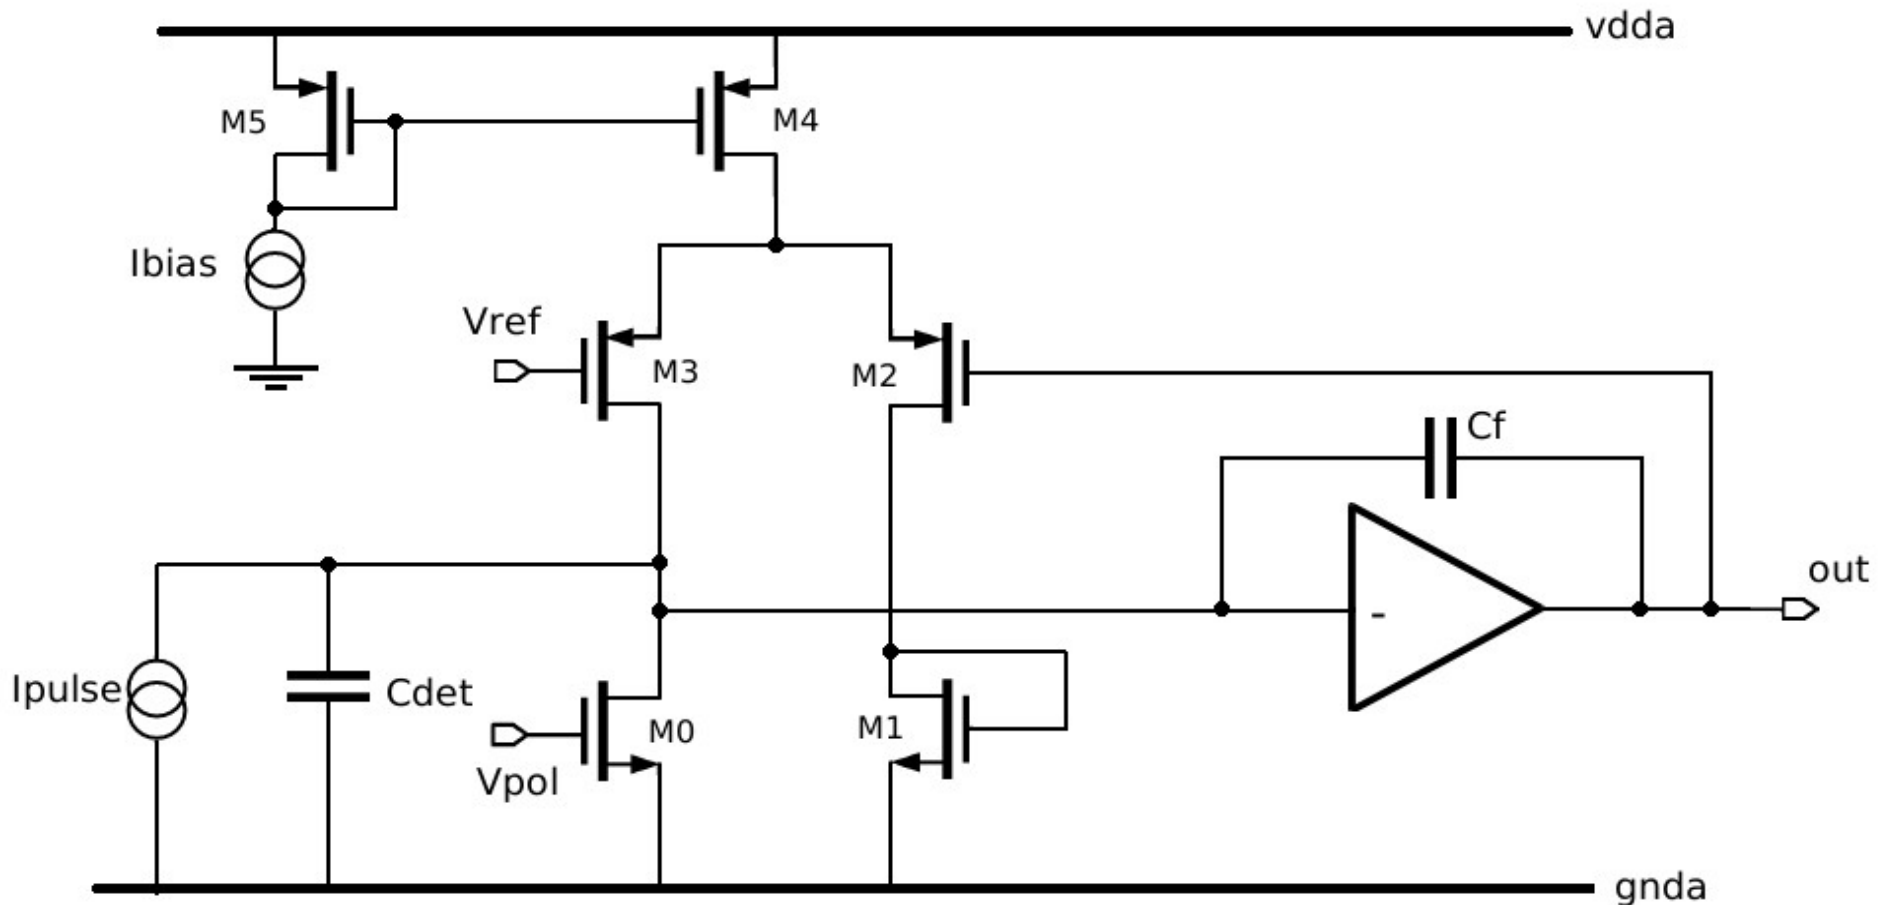 vdda
M5
M4
Ibias
Vref
M3
M2
Cf
out
Ipulse
Cdet
M0
M1
-
Vpol
gnda